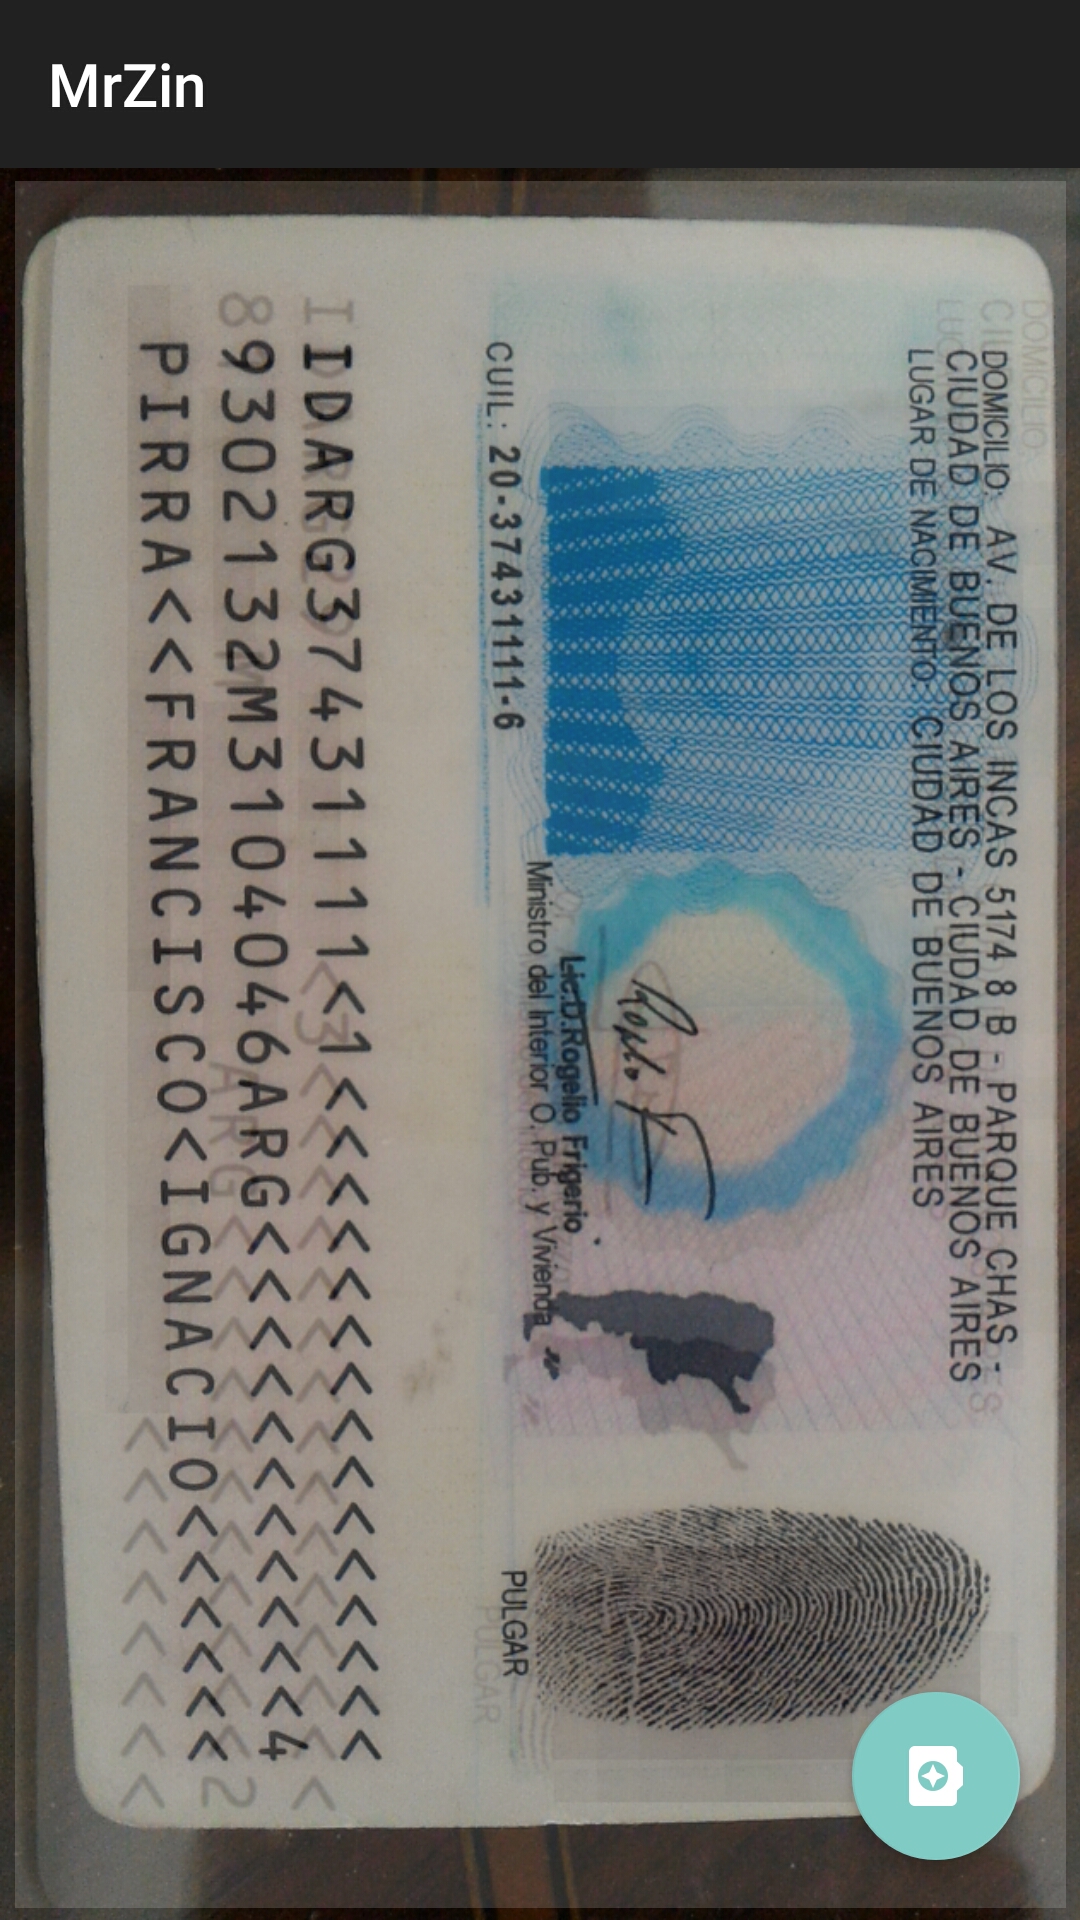 MrZin
DOMICILIO: AV. DE LOS INCAS 5174 8 B - PARQUE CHAS -
CIUDAD DE BUENOS AIRES - CIUDAD DE BUENOS AIRES
LUGAR DE NACIMIENTO: CIUDAD DE BUENOS AIRES
Lic.D.Rogelio Frigerio
Ministro del Interior O. Pub. y Vivienda
CUIL: 20-37431111-6
PULGAR
IDARG37431111<1<<<<<<<<<<<<<<<
9302132M3104046ARG<<<<<<<<<<<4
PIRRA<<FRANCISCO<IGNACIO<<<<<<